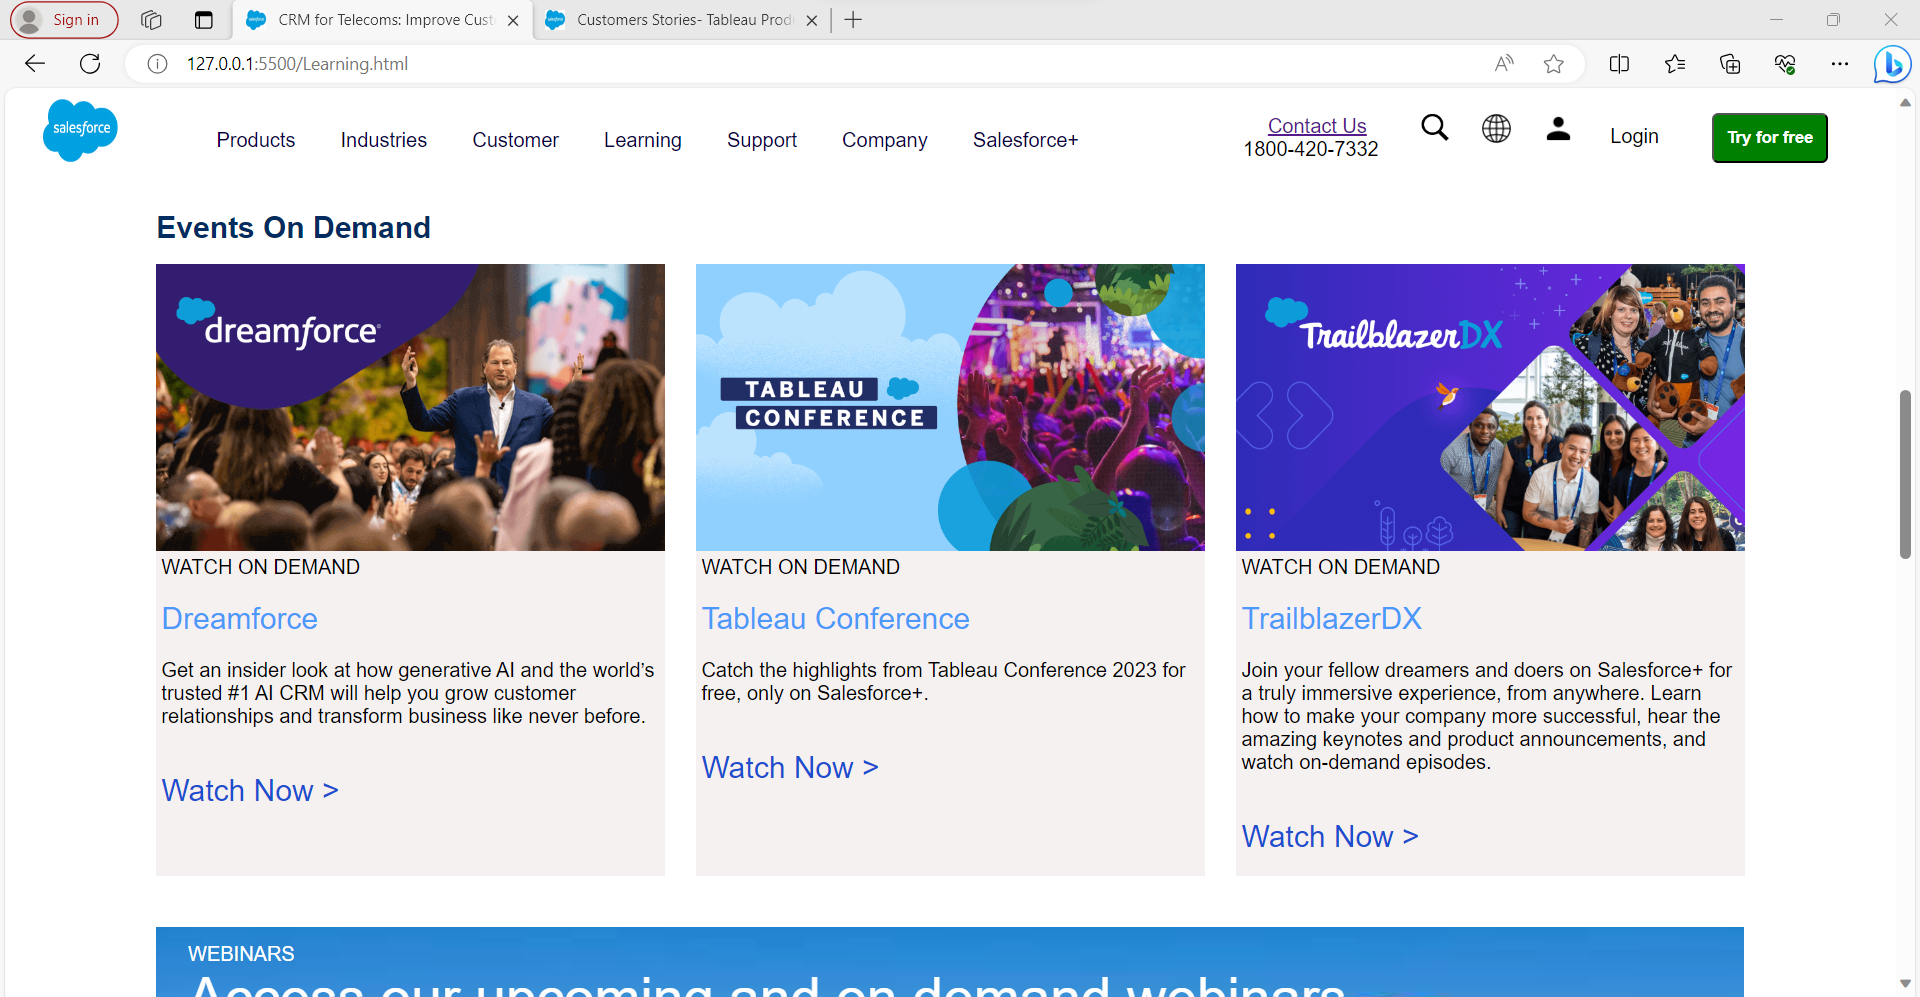 Sign in
CRM for Telecoms: Improve Cust
Customers Stories- Tableau Prod
127.0.0.1:5500/Learning.html
salesforce
Products
Industries
Customer
Learning
Support
Company
Salesforce+
Contact Us
1800-420-7332
Login
Try for free
Events On Demand
dreamforce
WATCH ON DEMAND
Dreamforce
Get an insider look at how generative AI and the world’s
trusted #1 AI CRM will help you grow customer
relationships and transform business like never before.
Watch Now >
TABLEAU
CONFERENCE
WATCH ON DEMAND
Tableau Conference
Catch the highlights from Tableau Conference 2023 for
free, only on Salesforce+.
Watch Now >
TrailblazerDX
WATCH ON DEMAND
TrailblazerDX
Join your fellow dreamers and doers on Salesforce+ for
a truly immersive experience, from anywhere. Learn
how to make your company more successful, hear the
amazing keynotes and product announcements, and
watch on-demand episodes.
Watch Now >
WEBINARS
Access our upcoming and on demand webinars